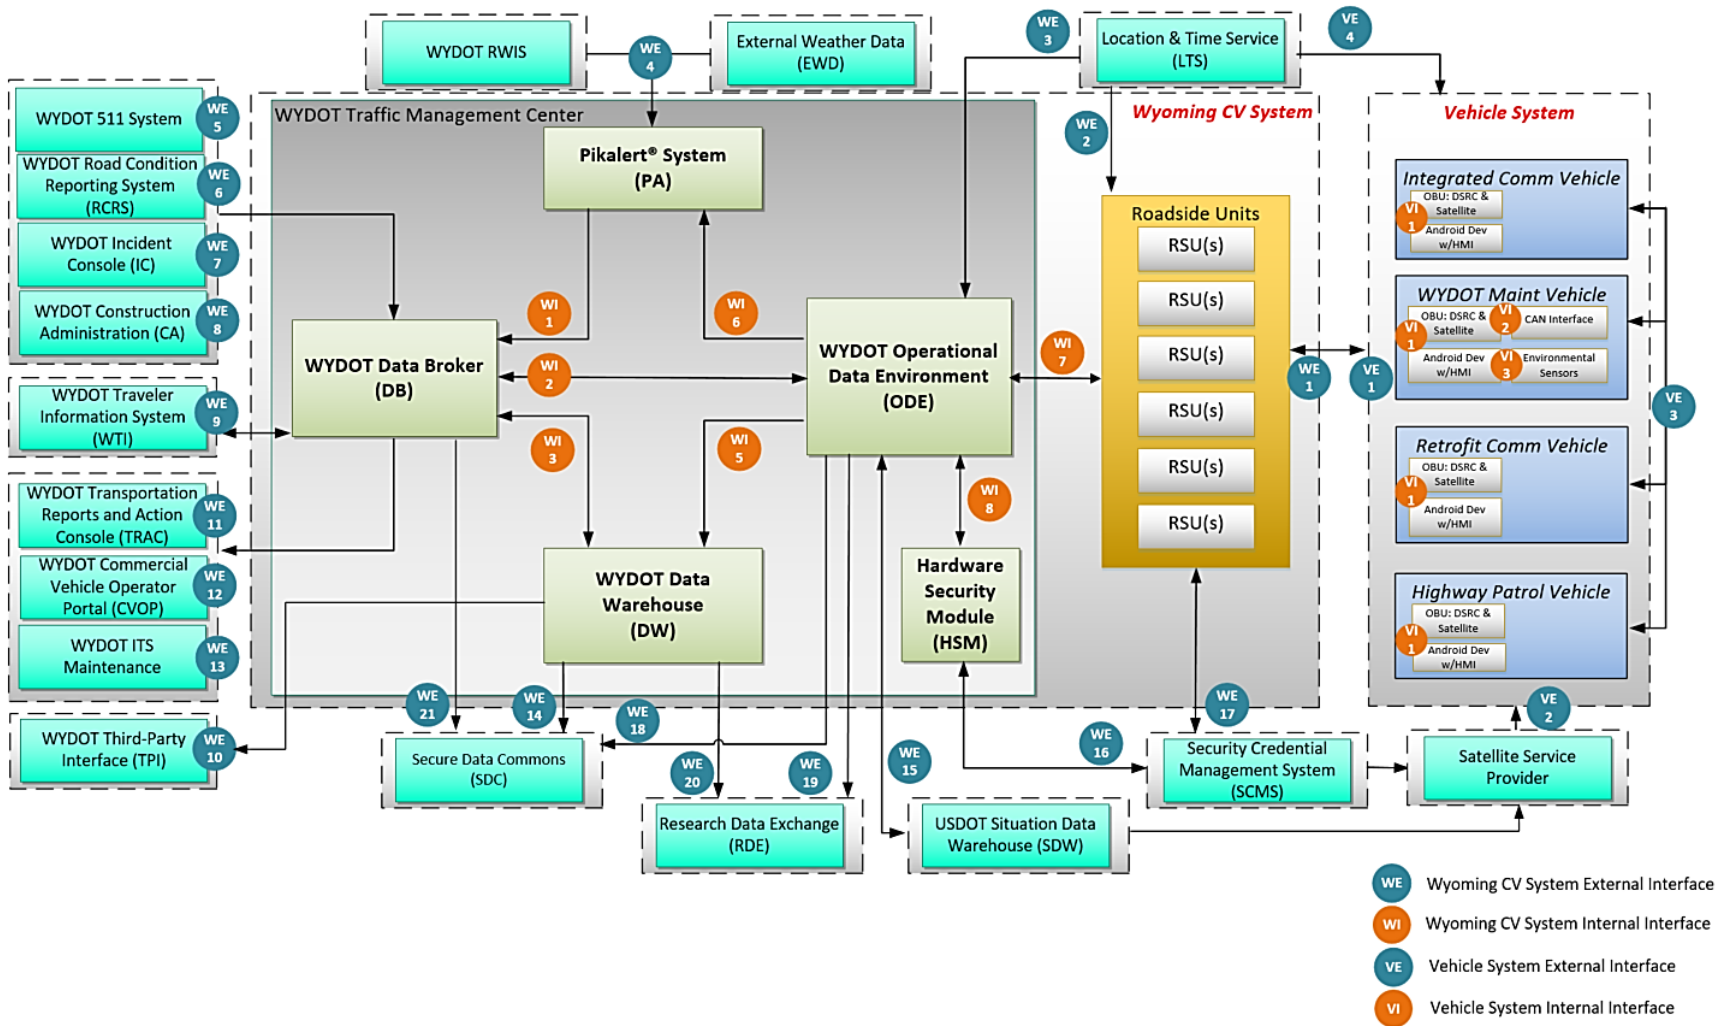 WYDOT RWIS
WE
4
External Weather Data
(EWD)
WE
3
Location & Time Service
(LTS)
VE
4
WYDOT 511 System
WE
5
WYDOT Road Condition
Reporting System
(RCRS)
WE
6
WYDOT Incident
Console (IC)
WE
7
WYDOT Construction
Administration (CA)
WE
8
WYDOT Traveler
Information System
(WTI)
WE
9
WYDOT Transportation
Reports and Action
Console (TRAC)
WE
11
WYDOT Commercial
Vehicle Operator
Portal (CVOP)
WE
12
WYDOT ITS
Maintenance
WE
13
WYDOT Third-Party
Interface (TPI)
WE
10
WYDOT Traffic Management Center
Pikalert® System
(PA)
WI
1
WI
6
WYDOT Data Broker
(DB)
WI
2
WYDOT Operational
Data Environment
(ODE)
WI
7
WI
3
WI
5
WI
8
WYDOT Data
Warehouse
(DW)
Hardware
Security
Module
(HSM)
Wyoming CV System
WE
2
Roadside Units
RSU(s)
RSU(s)
RSU(s)
RSU(s)
RSU(s)
RSU(s)
WE
1
VE
1
Vehicle System
Integrated Comm Vehicle
OBU: DSRC &
Satellite
VI
1
Android Dev
w/HMI
WYDOT Maint Vehicle
OBU: DSRC &
Satellite
VI
2
CAN Interface
VI
1
Android Dev
w/HMI
VI
3
Environmental
Sensors
VE
3
Retrofit Comm Vehicle
OBU: DSRC &
Satellite
VI
1
Android Dev
w/HMI
Highway Patrol Vehicle
OBU: DSRC &
Satellite
VI
1
Android Dev
w/HMI
WE
21
WE
14
WE
18
WE
17
VE
2
Secure Data Commons
(SDC)
WE
20
WE
19
WE
15
WE
16
Security Credential
Management System
(SCMS)
Satellite Service
Provider
Research Data Exchange
(RDE)
USDOT Situation Data
Warehouse (SDW)
WE
Wyoming CV System External Interface
WI
Wyoming CV System Internal Interface
VE
Vehicle System External Interface
VI
Vehicle System Internal Interface